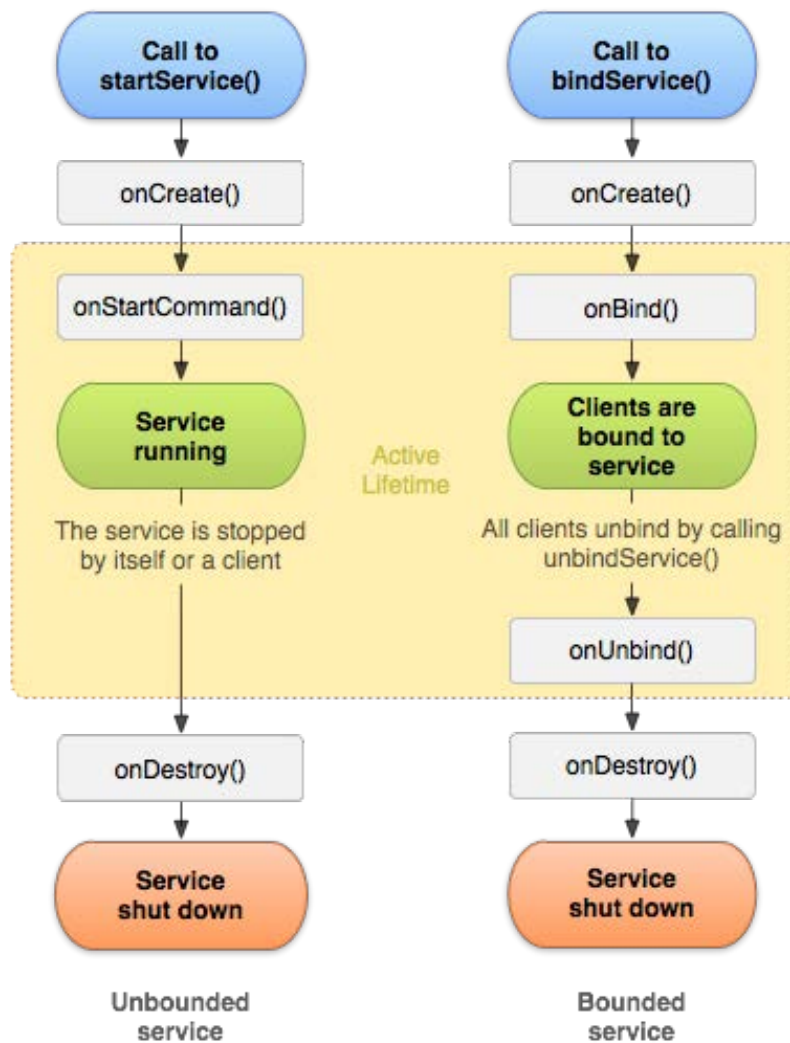 Call to
startService()
onCreate()
onStartCommand()
Service
running
The service is stopped
by itself or a client
onDestroy()
Service
shut down
Unbounded
service
Active
Lifetime
Call to
bindService()
onCreate()
onBind()
Clients are
bound to
service
All clients unbind by calling
unbindService()
onUnbind()
onDestroy()
Service
shut down
Bounded
service